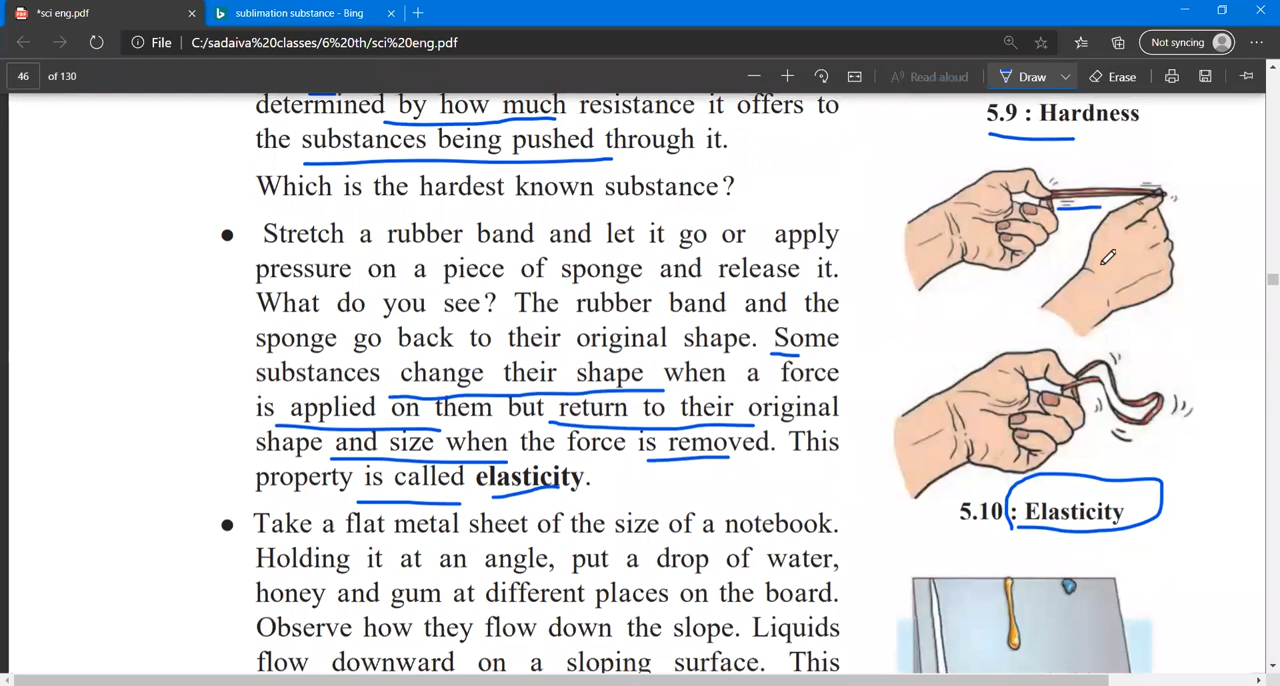 *sci eng.pdf
sublimation substance - Bing
File
C:/sadaiva%20classes/6%20th/sci%20eng.pdf
Not syncing
46 of 130
Read aloud
Draw
Erase
determined by how much resistance it offers to
the substances being pushed through it.
Which is the hardest known substance?
• Stretch a rubber band and let it go or apply
pressure on a piece of sponge and release it.
What do you see? The rubber band and the
sponge go back to their original shape. Some
substances change their shape when a force
is applied on them but return to their original
shape and size when the force is removed. This
property is called elasticity.
• Take a flat metal sheet of the size of a notebook.
Holding it at an angle, put a drop of water,
honey and gum at different places on the board.
Observe how they flow down the slope. Liquids
flow downward on a sloping surface. This
5.9 : Hardness
5.10 : Elasticity